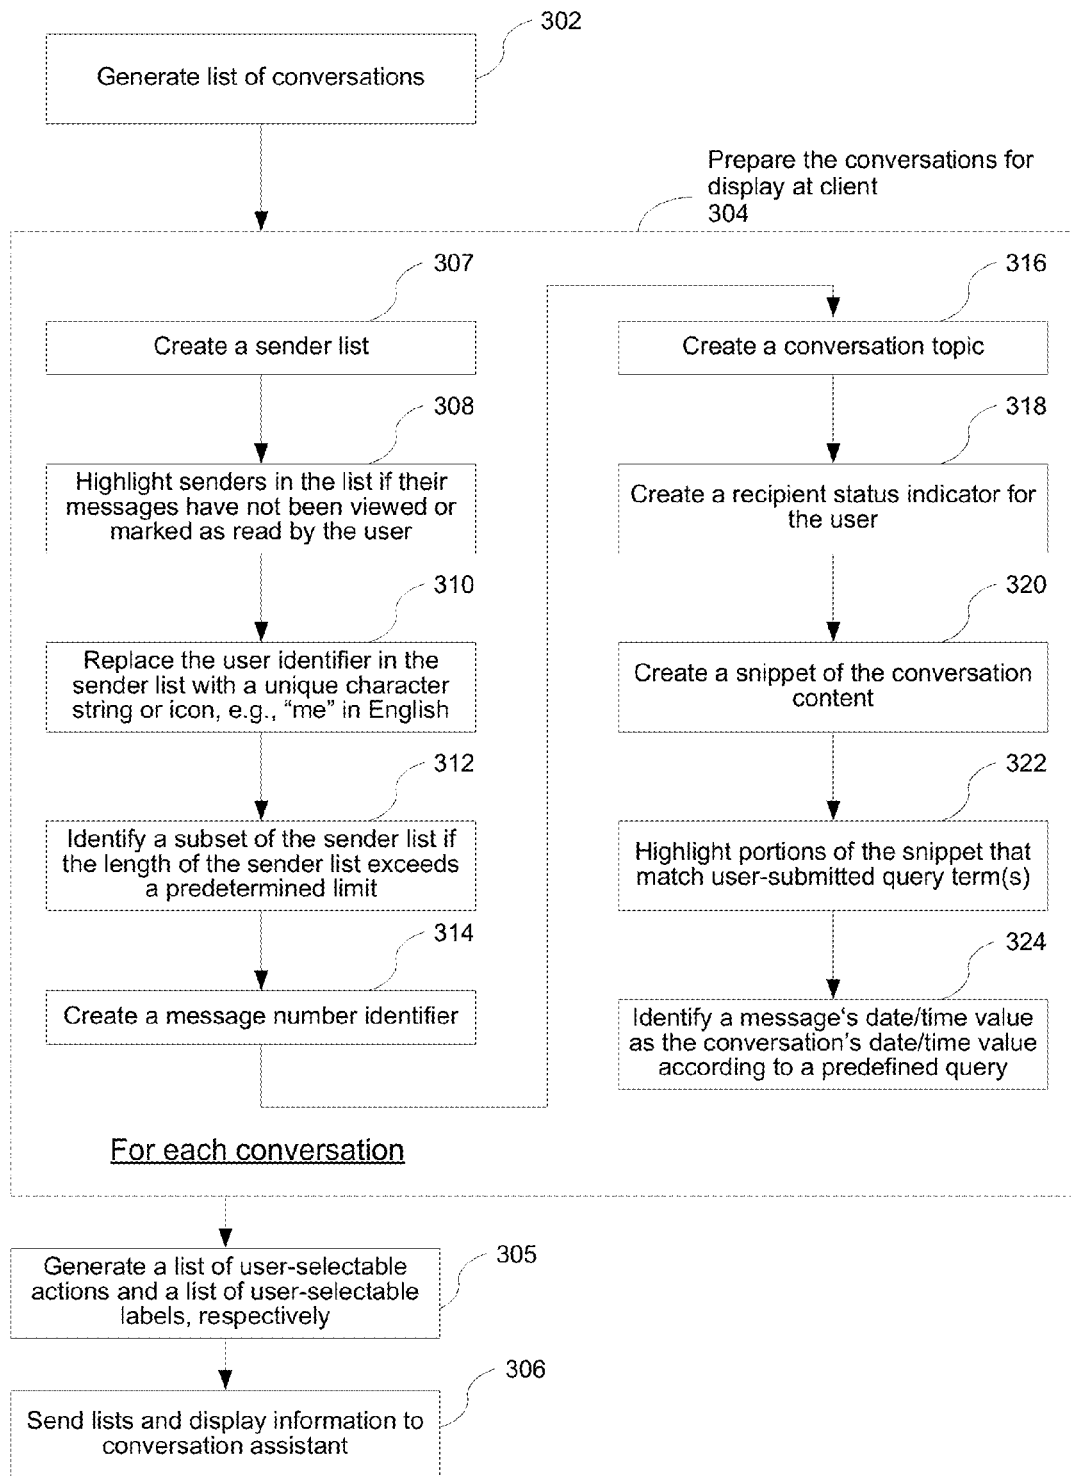 302
Generate list of conversations
Prepare the conversations for
display at client
304
307
Create a sender list
308
Highlight senders in the list if their
messages have not been viewed or
marked as read by the user
310
Replace the user identifier in the
sender list with a unique character
string or icon, e.g., “me” in English
312
Identify a subset of the sender list if
the length of the sender list exceeds
a predetermined limit
314
Create a message number identifier
316
Create a conversation topic
318
Create a recipient status indicator for
the user
320
Create a snippet of the conversation
content
322
Highlight portions of the snippet that
match user-submitted query term(s)
324
Identify a message‘s date/time value
as the conversation’s date/time value
according to a predefined query
For each conversation
305
Generate a list of user-selectable
actions and a list of user-selectable
labels, respectively
306
Send lists and display information to
conversation assistant